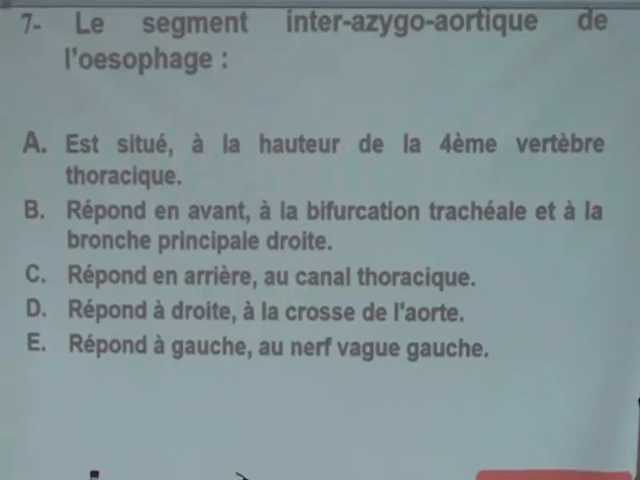 7- Le segment inter-azygo-aortique de
l'oesophage :
A. Est situé, à la hauteur de la 4ème vertèbre
thoracique.
B. Répond en avant, à la bifurcation trachéale et à la
bronche principale droite.
C. Répond en arrière, au canal thoracique.
D. Répond à droite, à la crosse de l'aorte.
E. Répond à gauche, au nerf vague gauche.